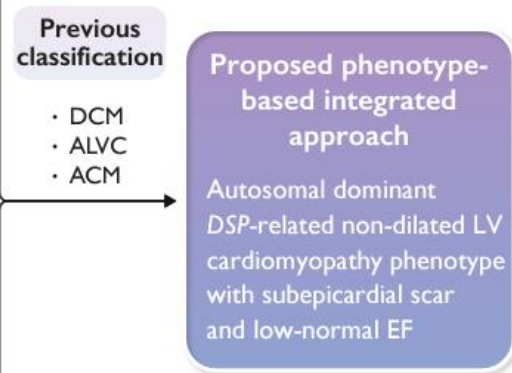 Previous
classification
· DCM
· ALVC
· ACM
Proposed phenotype-
based integrated
approach
Autosomal dominant
DSP-related non-dilated LV
cardiomyopathy phenotype
with subepicardial scar
and low-normal EF